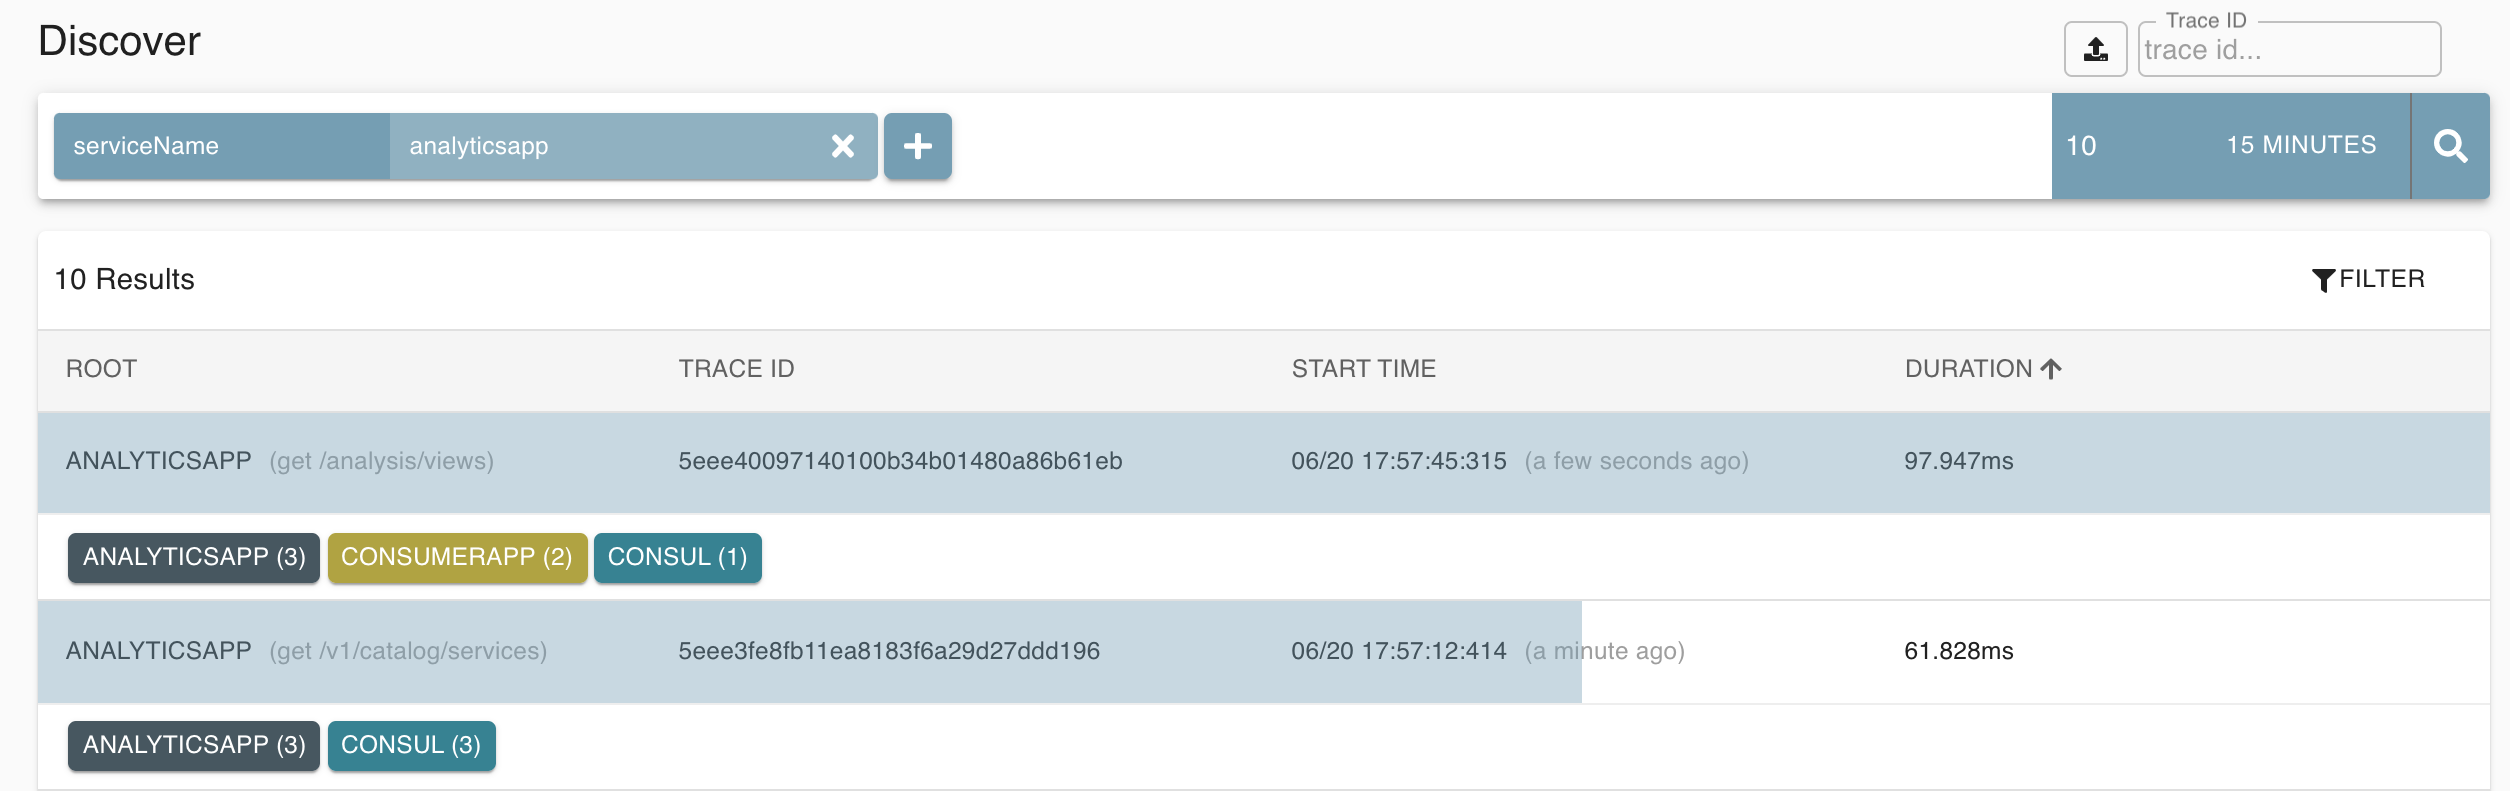 Discover
Trace ID
trace id...
serviceName analyticsapp 10 15 MINUTES
10 Results FILTER
ROOT TRACE ID START TIME DURATION
ANALYTICSAPP (get /analysis/views) 5eee40097140100b34b01480a86b61eb 06/20 17:57:45:315 (a few seconds ago) 97.947ms
ANALYTICSAPP (3) CONSUMERAPP (2) CONSUL (1)
ANALYTICSAPP (get /v1/catalog/services) 5eee3fe8fb11ea8183f6a29d27ddd196 06/20 17:57:12:414 (a minute ago) 61.828ms
ANALYTICSAPP (3) CONSUL (3)